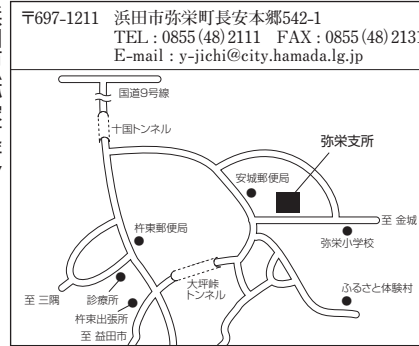 〒697-1211 浜田市弥栄町長安本郷542-1
TEL : 0855(48)2111 FAX : 0855(48)2131
E-mail : y-jichi@city.hamada.lg.jp
国道9号線
十国トンネル
弥栄支所
安城郵便局
至 金城
杵束郵便局
弥栄小学校
大坪峠
トンネル
至 三隅
診療所
ふるさと体験村
杵束出張所
至 益田市